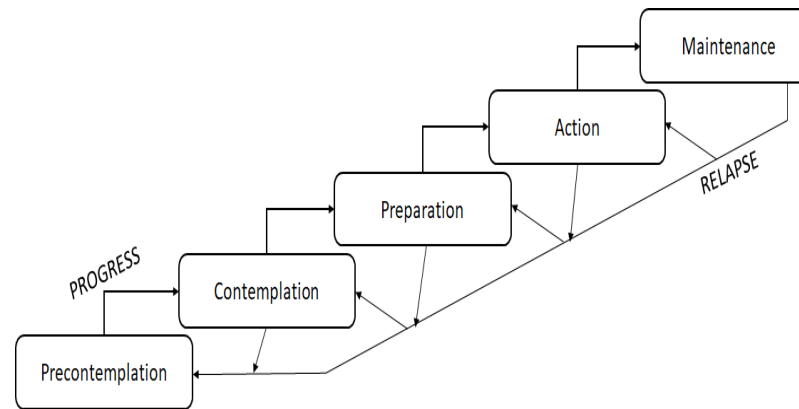 Maintenance
Action
RELAPSE
Preparation
PROGRESS
Contemplation
Precontemplation